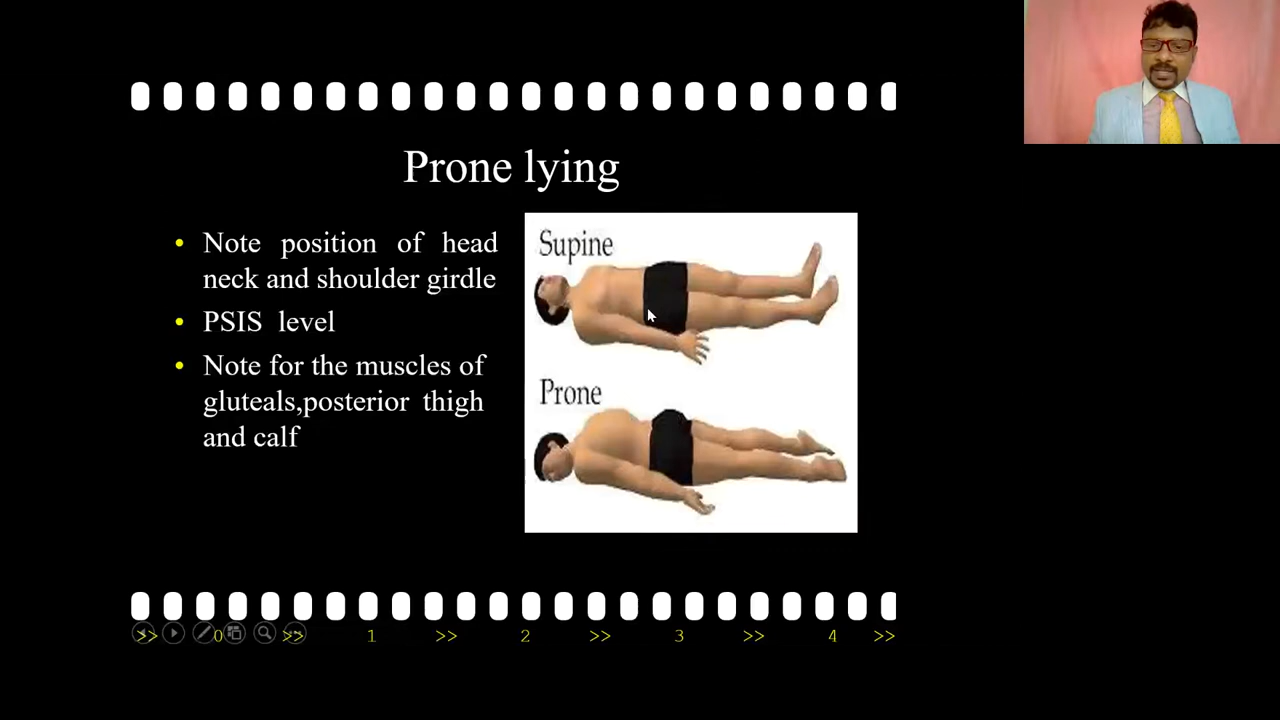 Prone lying
• Note position of head
neck and shoulder girdle
• PSIS level
• Note for the muscles of
gluteals,posterior thigh
and calf
Supine
Prone
>> 0 >> 1 >> 2 >> 3 >> 4 >>